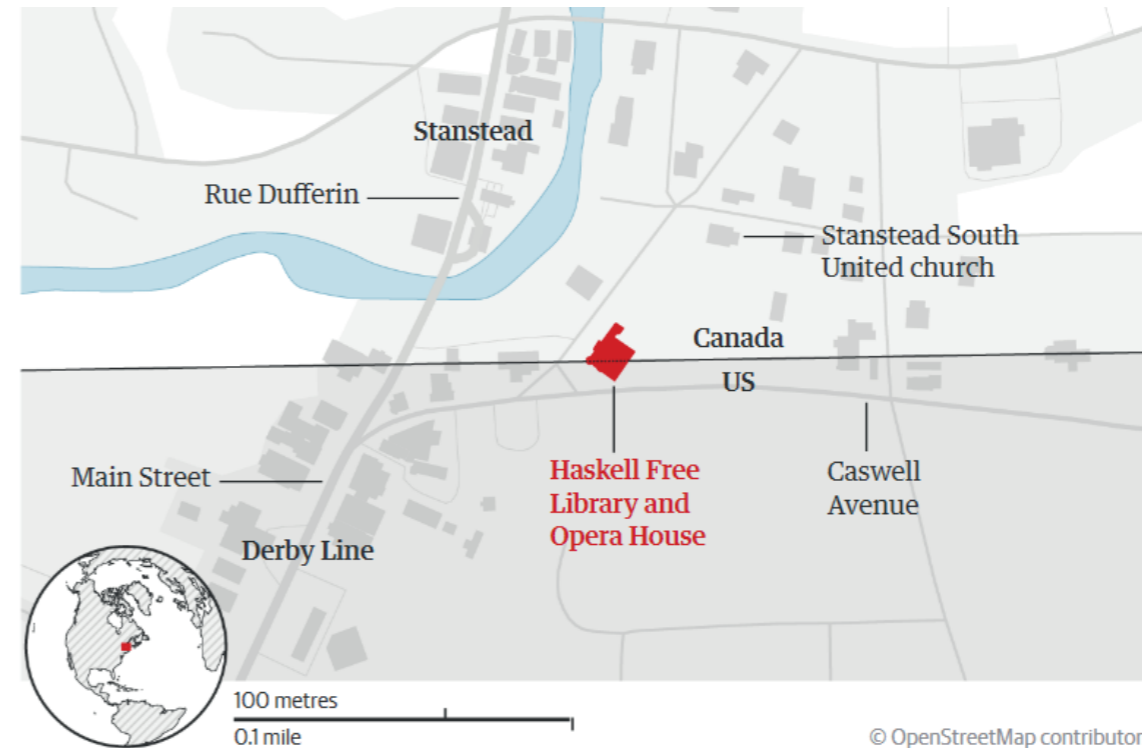 Stanstead
Rue Dufferin
Stanstead South
United church
Canada
US
Main Street
Haskell Free
Library and
Opera House
Caswell
Avenue
Derby Line
100 metres
0.1 mile
© OpenStreetMap contributor